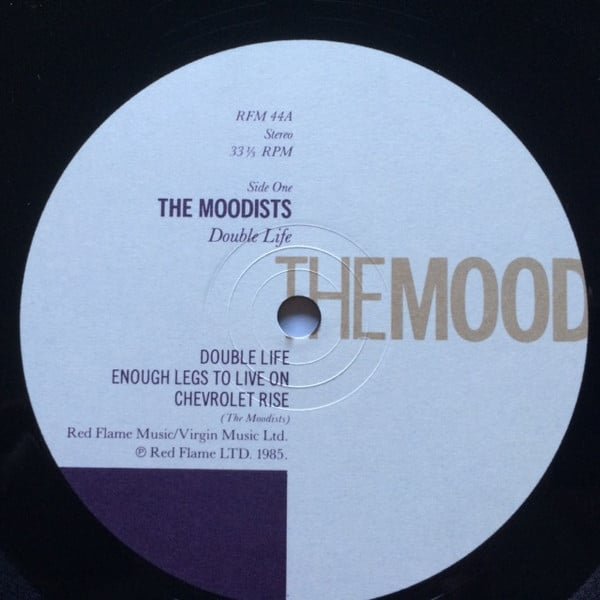 RFM 44A
Stereo
33⅓ RPM
Side One
THE MOODISTS
Double Life
THEMOOD
DOUBLE LIFE
ENOUGH LEGS TO LIVE ON
CHEVROLET RISE
(The Moodists)
Red Flame Music/Virgin Music Ltd.
℗ Red Flame LTD. 1985.